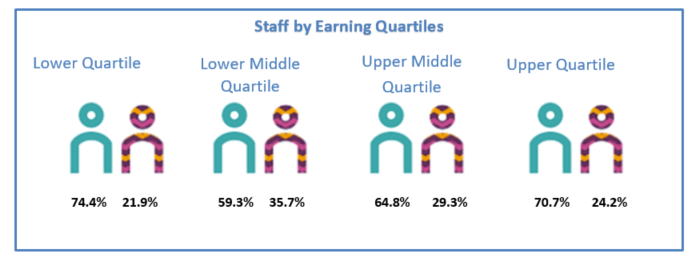 Staff by Earning Quartiles
Lower Quartile
Lower Middle
Quartile
Upper Middle
Quartile
Upper Quartile
74.4% 21.9% 59.3% 35.7% 64.8% 29.3% 70.7% 24.2%